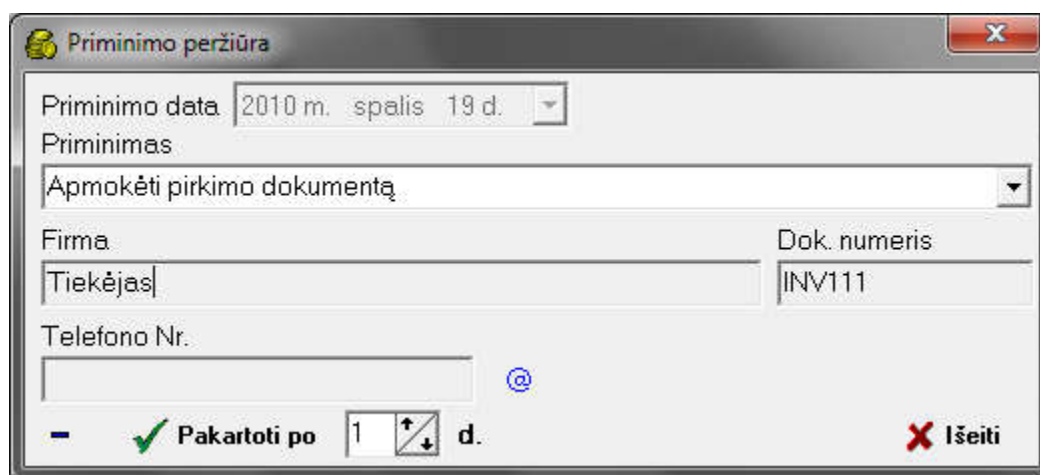 Priminimo peržiūra
Priminimo data 2010 m. spalis 19 d.
Priminimas
Apmokėti pirkimo dokumentą
Firma Dok. numeris
Tiekėjas INV111
Telefono Nr.
@
Pakartoti po 1 d. Išeiti